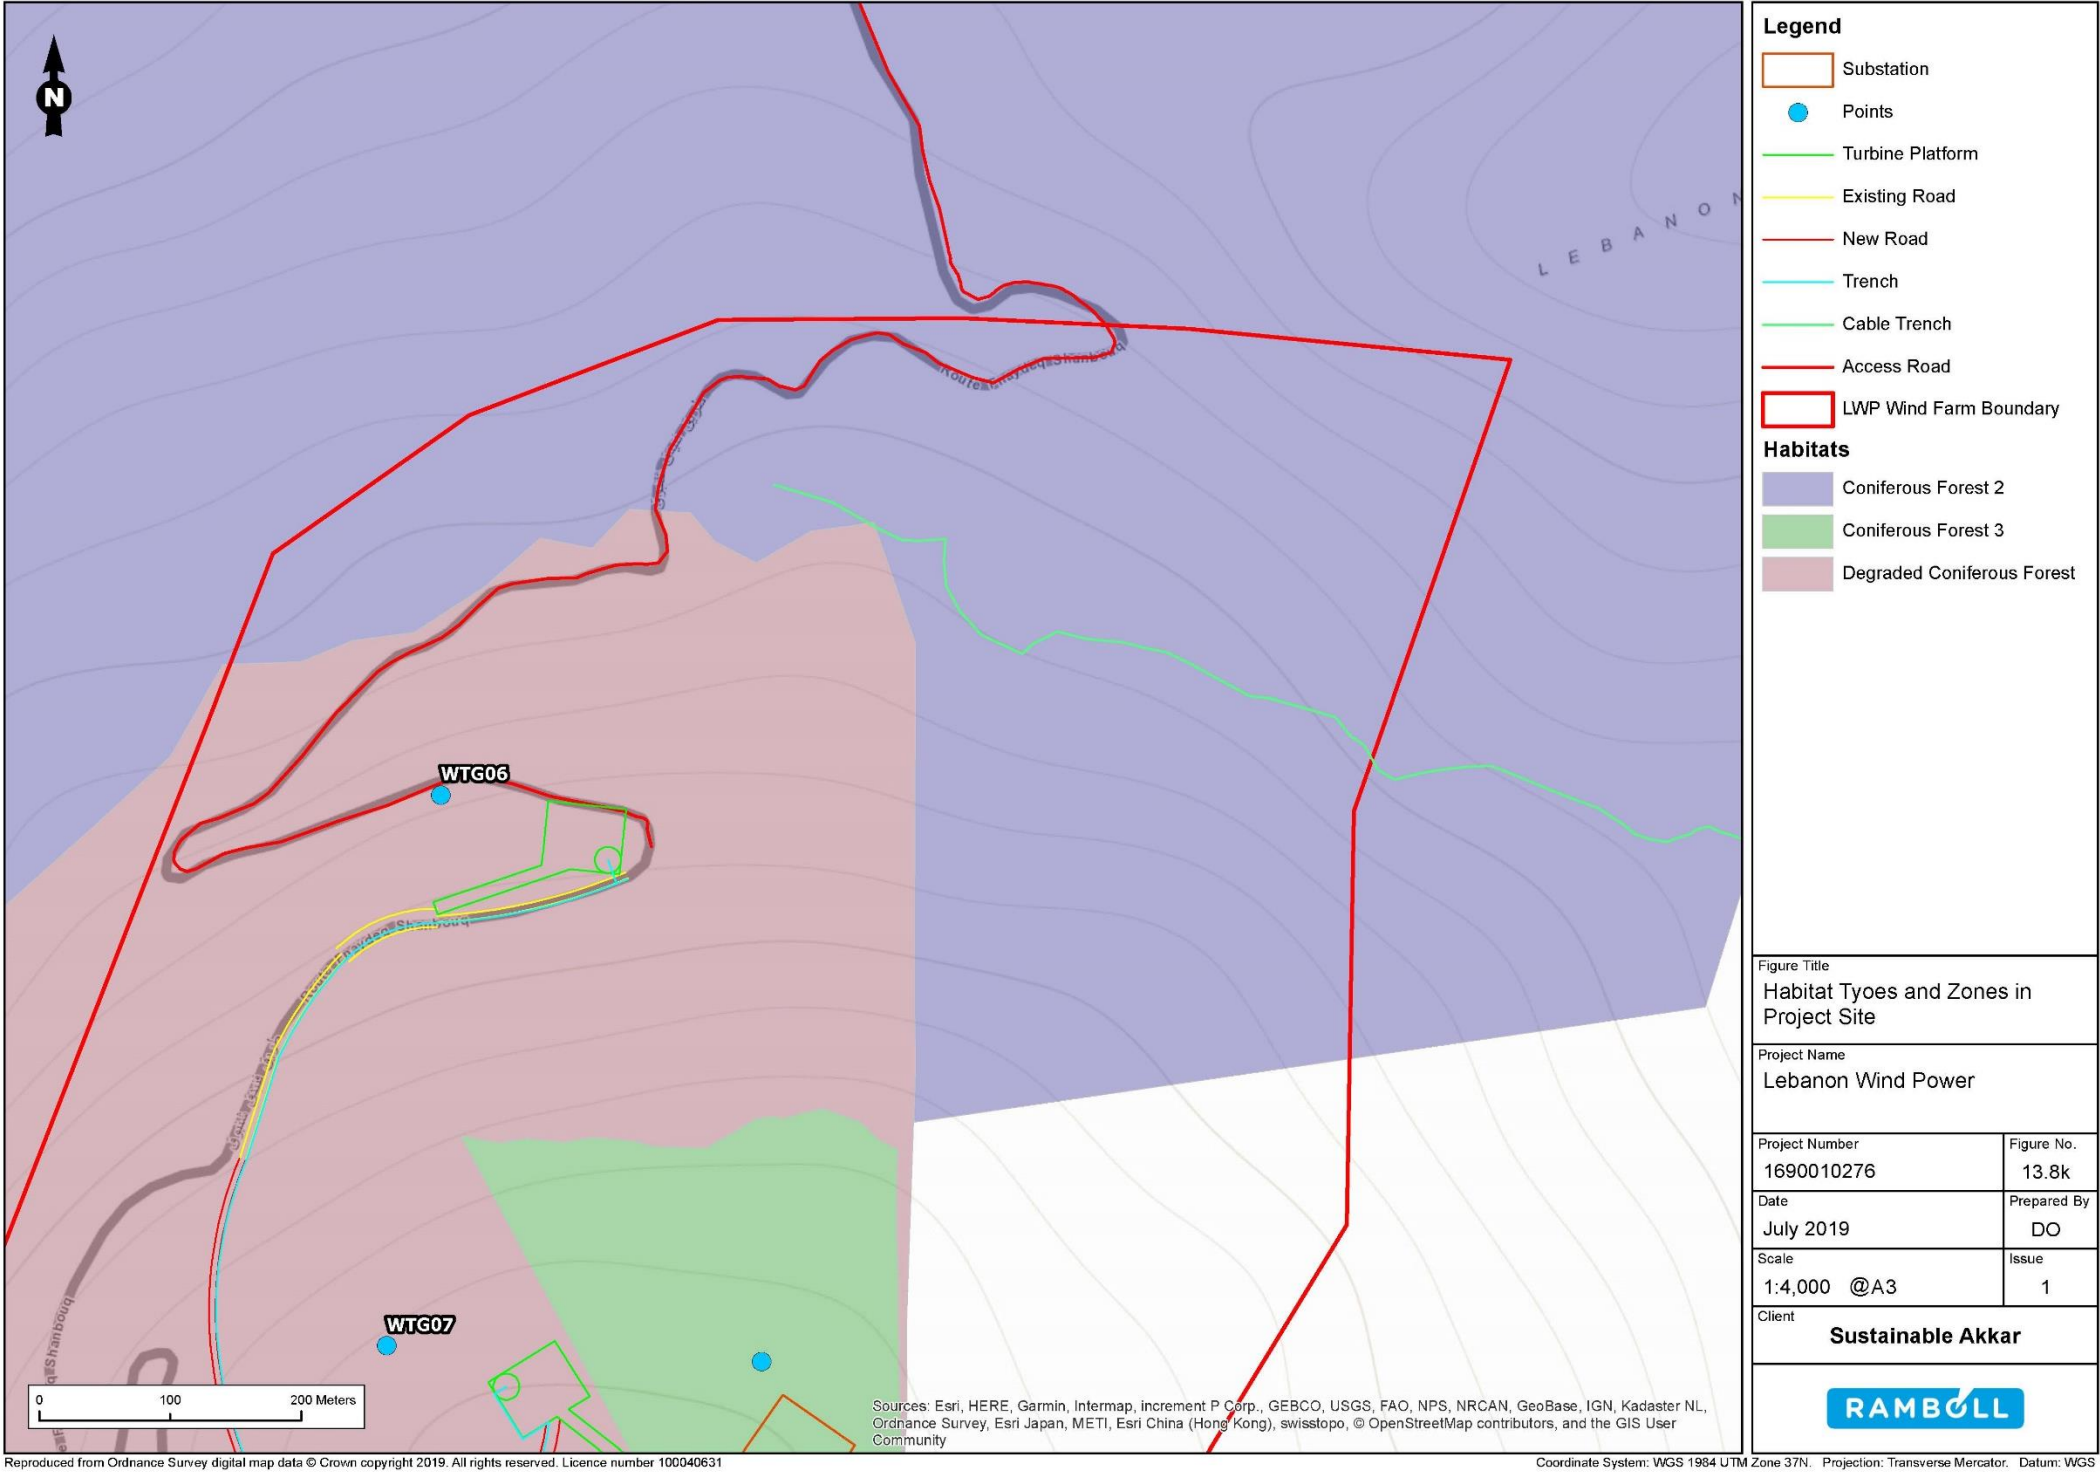 N
L E B A N O N
Route Enaydeq Shanbouq
WTG06
Route Enaydeq Shanbouq
Shanbouq
WTG07
0 100 200 Meters
Sources: Esri, HERE, Garmin, Intermap, increment P Corp., GEBCO, USGS, FAO, NPS, NRCAN, GeoBase, IGN, Kadaster NL,
Ordnance Survey, Esri Japan, METI, Esri China (Hong Kong), swisstopo, © OpenStreetMap contributors, and the GIS User
Community
Legend
Substation
Points
Turbine Platform
Existing Road
New Road
Trench
Cable Trench
Access Road
LWP Wind Farm Boundary
Habitats
Coniferous Forest 2
Coniferous Forest 3
Degraded Coniferous Forest
Figure Title
Habitat Tyoes and Zones in
Project Site
Project Name
Lebanon Wind Power
Project Number
1690010276
Figure No.
13.8k
Date
July 2019
Prepared By
DO
Scale
1:4,000 @A3
Issue
1
Client
Sustainable Akkar
RAMBOLL
Reproduced from Ordnance Survey digital map data © Crown copyright 2019. All rights reserved. Licence number 100040631
Coordinate System: WGS 1984 UTM Zone 37N. Projection: Transverse Mercator. Datum: WGS